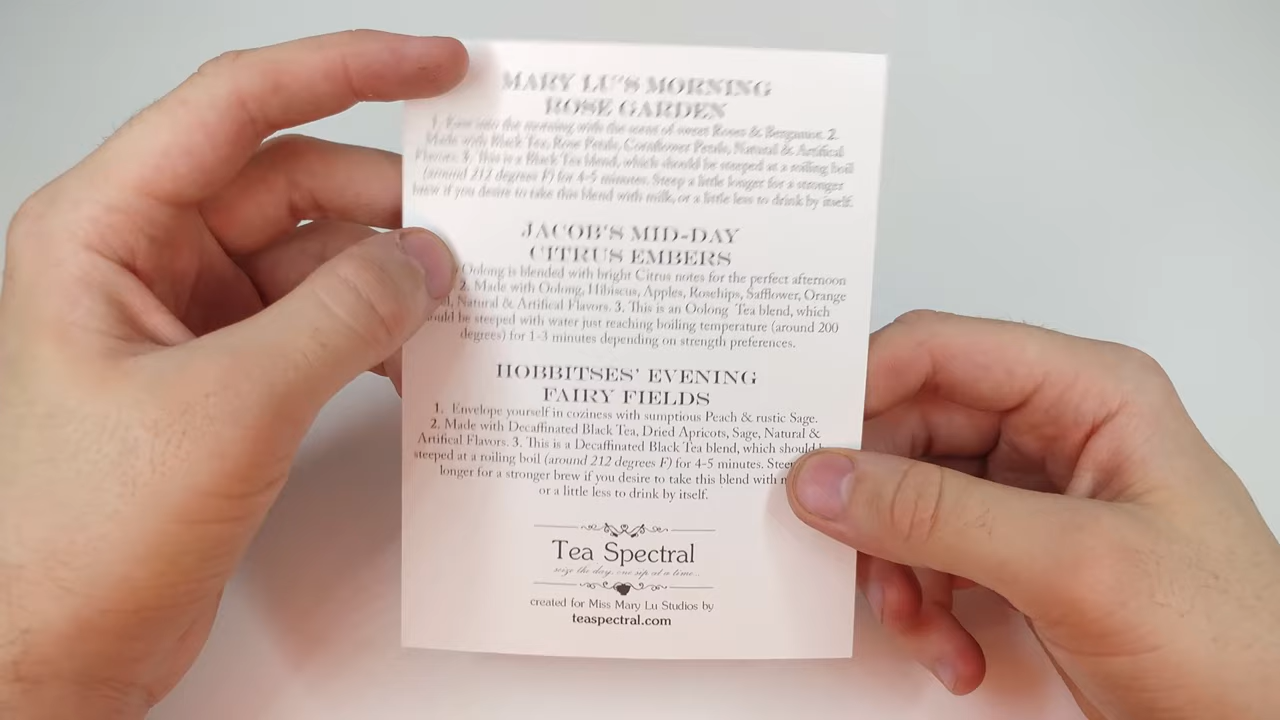 MARY LU'S MORNING
ROSE GARDEN
1. Ease into the morning with the scent of sweet Roses & Bergamot. 2.
Made with Black Tea, Rose Petals, Cornflower Petals, Natural & Artifical
Flavors. 3. This is a Black Tea blend, which should be steeped at a rolling boil
(around 212 degrees F) for 4-5 minutes. Steep a little longer for a stronger
brew if you desire to take this blend with milk, or a little less to drink by itself.
JACOB'S MID-DAY
CITRUS EMBERS
Oolong is blended with bright Citrus notes for the perfect afternoon
2. Made with Oolong, Hibiscus, Apples, Rosehips, Safflower, Orange
Natural & Artifical Flavors. 3. This is an Oolong Tea blend, which
be steeped with water just reaching boiling temperature (around 200
degrees) for 1-3 minutes depending on strength preferences.
HOBBITSES' EVENING
FAIRY FIELDS
1. Envelope yourself in coziness with sumptious Peach & rustic Sage.
2. Made with Decaffinated Black Tea, Dried Apricots, Sage, Natural &
Artifical Flavors. 3. This is a Decaffinated Black Tea blend, which should
steeped at a roiling boil (around 212 degrees F) for 4-5 minutes. Steep
longer for a stronger brew if you desire to take this blend with
or a little less to drink by itself.
Tea Spectral
seize the day, one sip at a time...
created for Miss Mary Lu Studios by
teaspectral.com